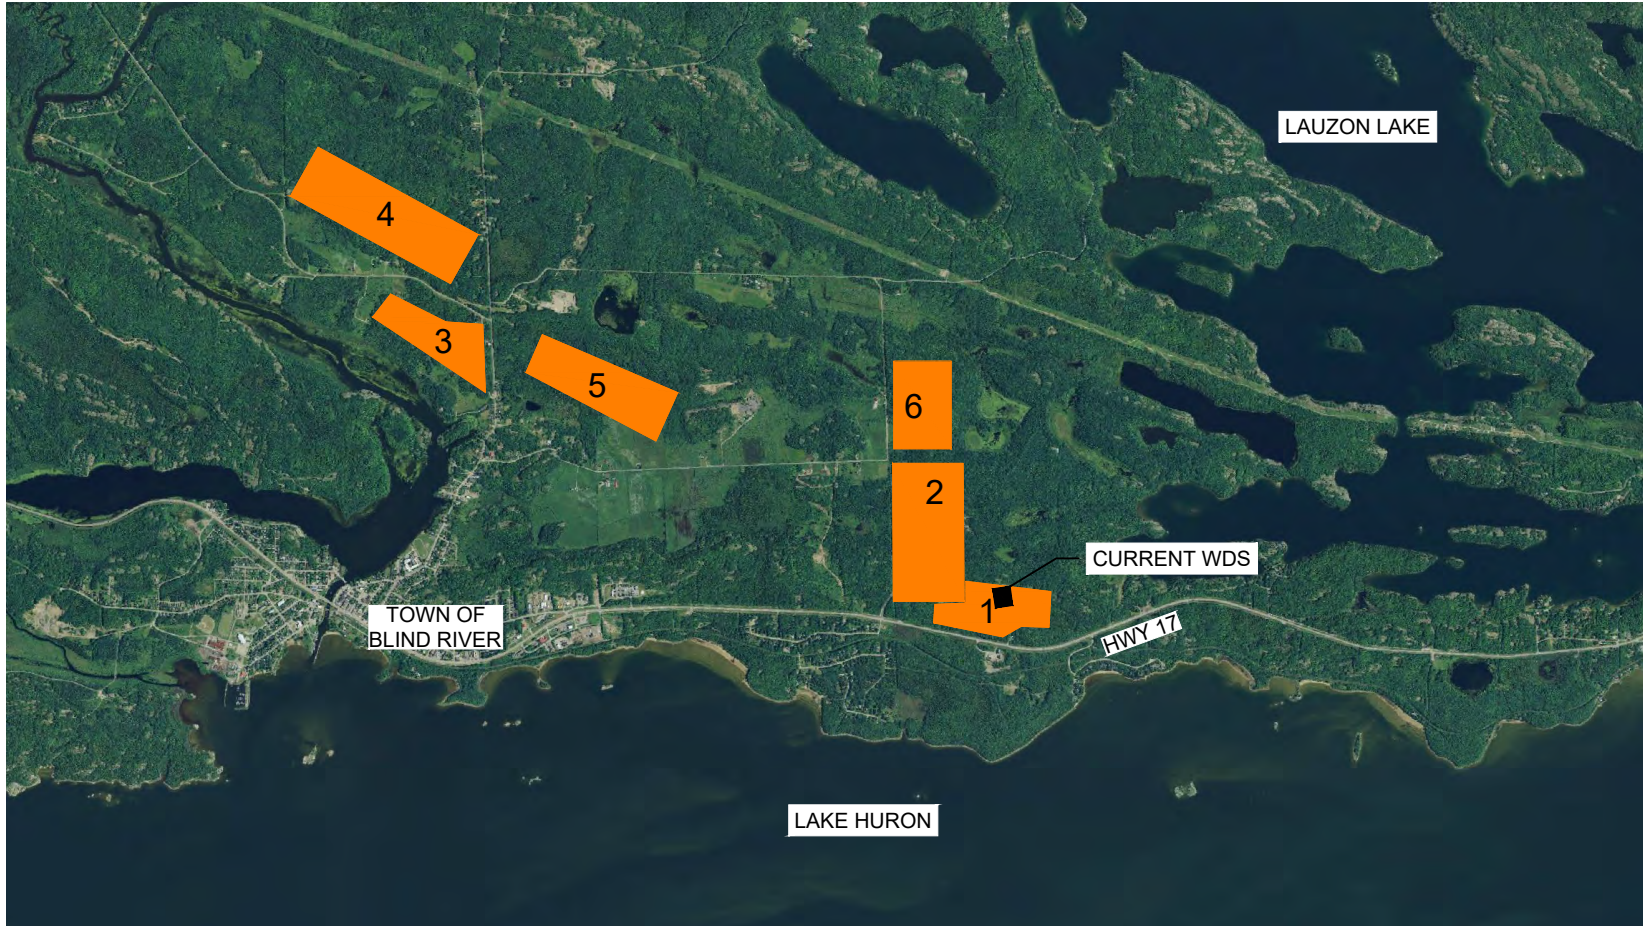 LAUZON LAKE
4
3
5
6
2
CURRENT WDS
1
TOWN OF
BLIND RIVER
HWY 17
LAKE HURON